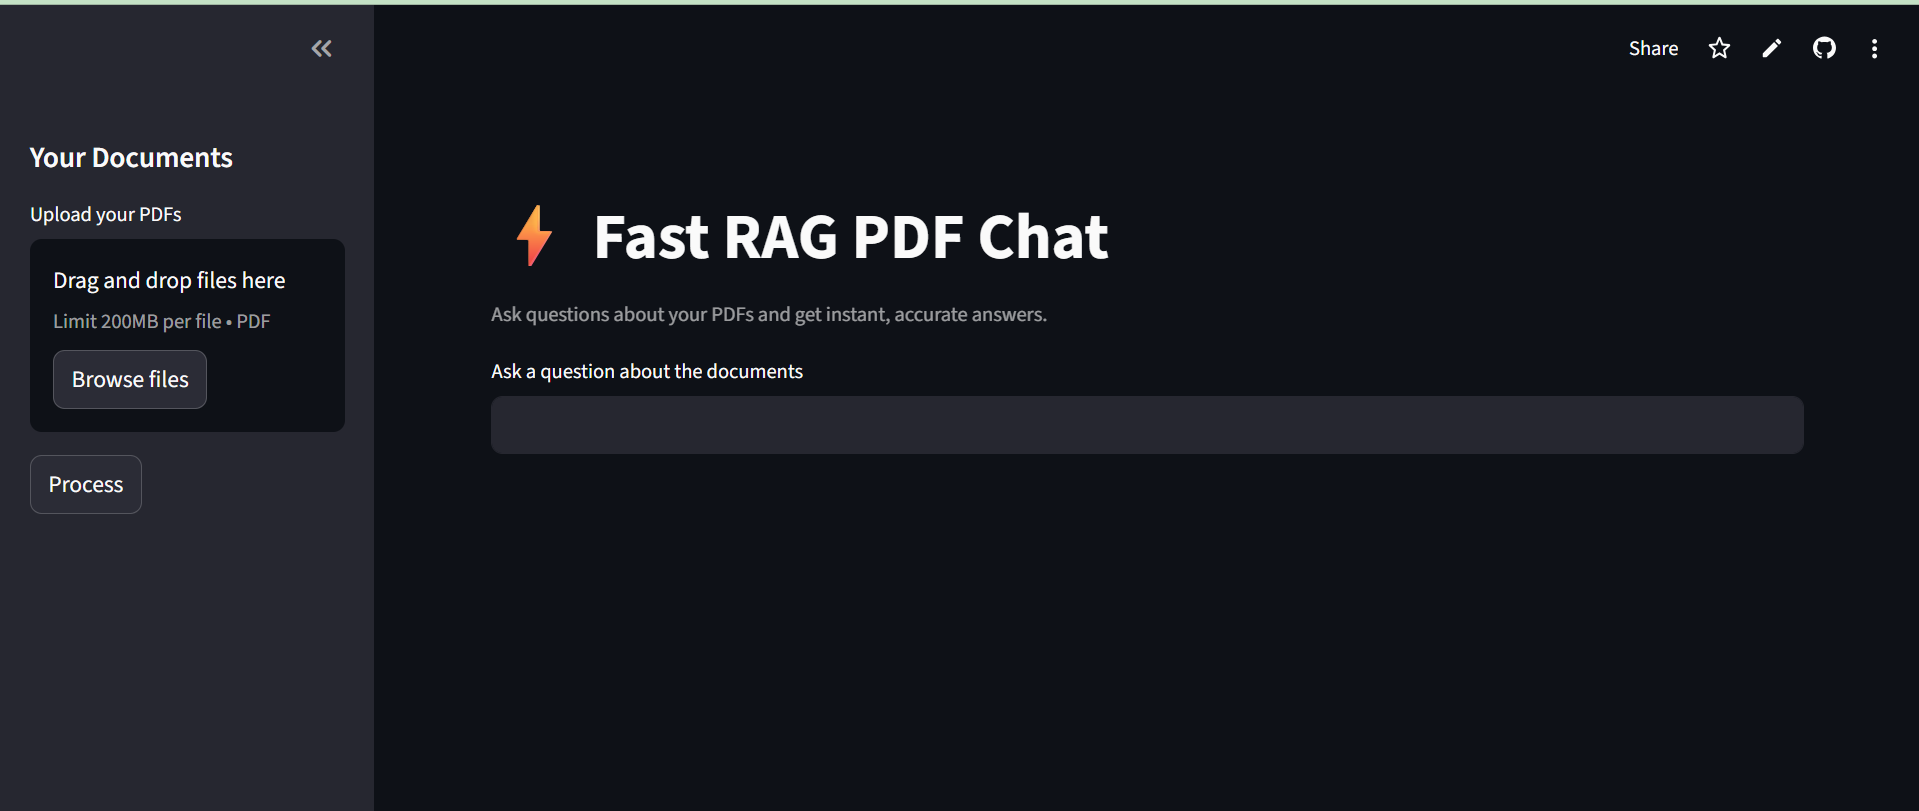 Share
Your Documents
Upload your PDFs
Drag and drop files here
Limit 200MB per file • PDF
Browse files
Process
Fast RAG PDF Chat
Ask questions about your PDFs and get instant, accurate answers.
Ask a question about the documents